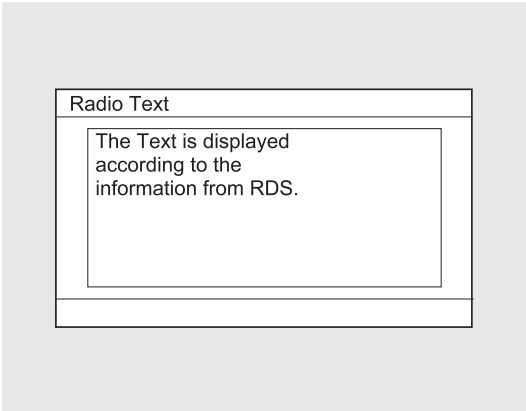 Radio Text
The Text is displayed
according to the
information from RDS.